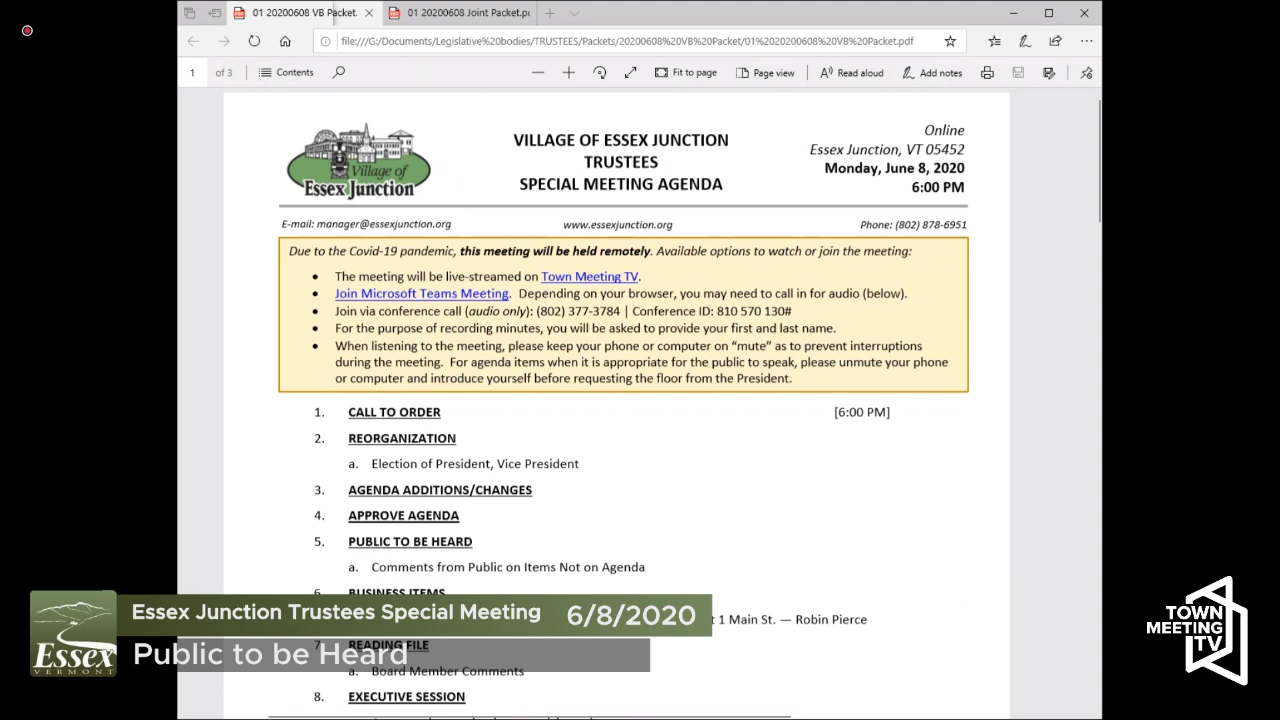 01 20200608 VB Packet.
01 20200608 Joint Packet.pd
file:///G:/Documents/Legislative%20bodies/TRUSTEES/Packets/20200608%20VB%20Packet/01%2020200608%20VB%20Packet.pdf
1 of 3 Contents Fit to page Page view Read aloud Add notes
Village of
Essex Junction
VILLAGE OF ESSEX JUNCTION
TRUSTEES
SPECIAL MEETING AGENDA
Online
Essex Junction, VT 05452
Monday, June 8, 2020
6:00 PM
E-mail: manager@essexjunction.org www.essexjunction.org Phone: (802) 878-6951
Due to the Covid-19 pandemic, this meeting will be held remotely. Available options to watch or join the meeting:
• The meeting will be live-streamed on Town Meeting TV.
• Join Microsoft Teams Meeting. Depending on your browser, you may need to call in for audio (below).
• Join via conference call (audio only): (802) 377-3784 | Conference ID: 810 570 130#
• For the purpose of recording minutes, you will be asked to provide your first and last name.
• When listening to the meeting, please keep your phone or computer on “mute” as to prevent interruptions
during the meeting. For agenda items when it is appropriate for the public to speak, please unmute your phone
or computer and introduce yourself before requesting the floor from the President.
1. CALL TO ORDER [6:00 PM]
2. REORGANIZATION
a. Election of President, Vice President
3. AGENDA ADDITIONS/CHANGES
4. APPROVE AGENDA
5. PUBLIC TO BE HEARD
a. Comments from Public on Items Not on Agenda
6. BUSINESS ITEMS
1 Main St. — Robin Pierce
7. READING FILE
a. Board Member Comments
8. EXECUTIVE SESSION
Essex Junction Trustees Special Meeting 6/8/2020
Public to be Heard
Essex
VERMONT
TOWN
MEETING
TV